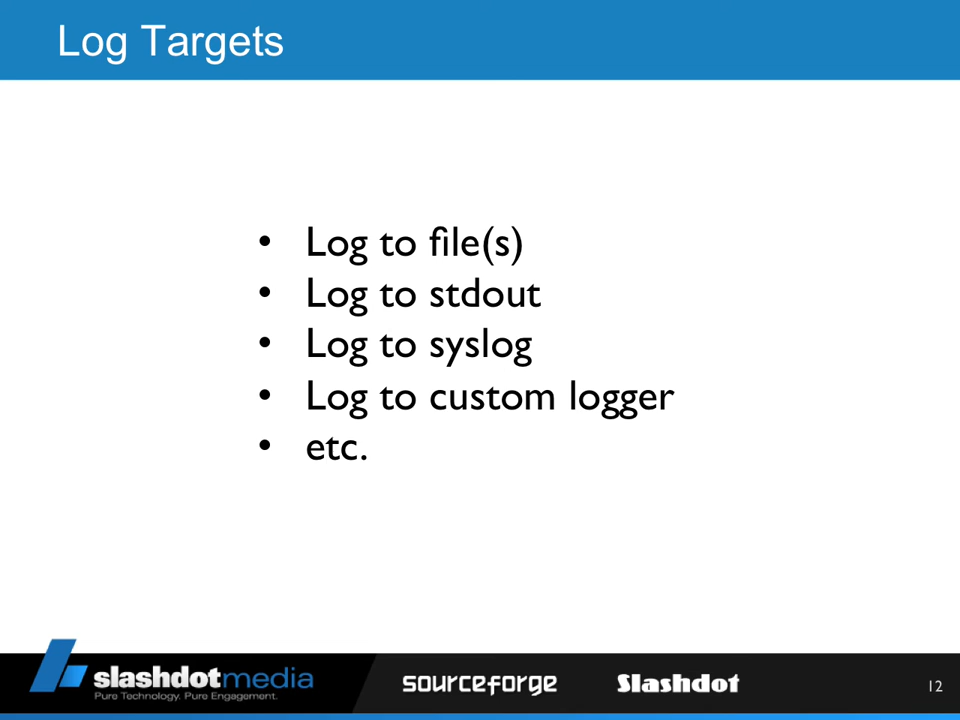 Log Targets
• Log to file(s)
• Log to stdout
• Log to syslog
• Log to custom logger
• etc.
slashdotmedia
Pure Technology. Pure Engagement.
sourceforge
Slashdot
12